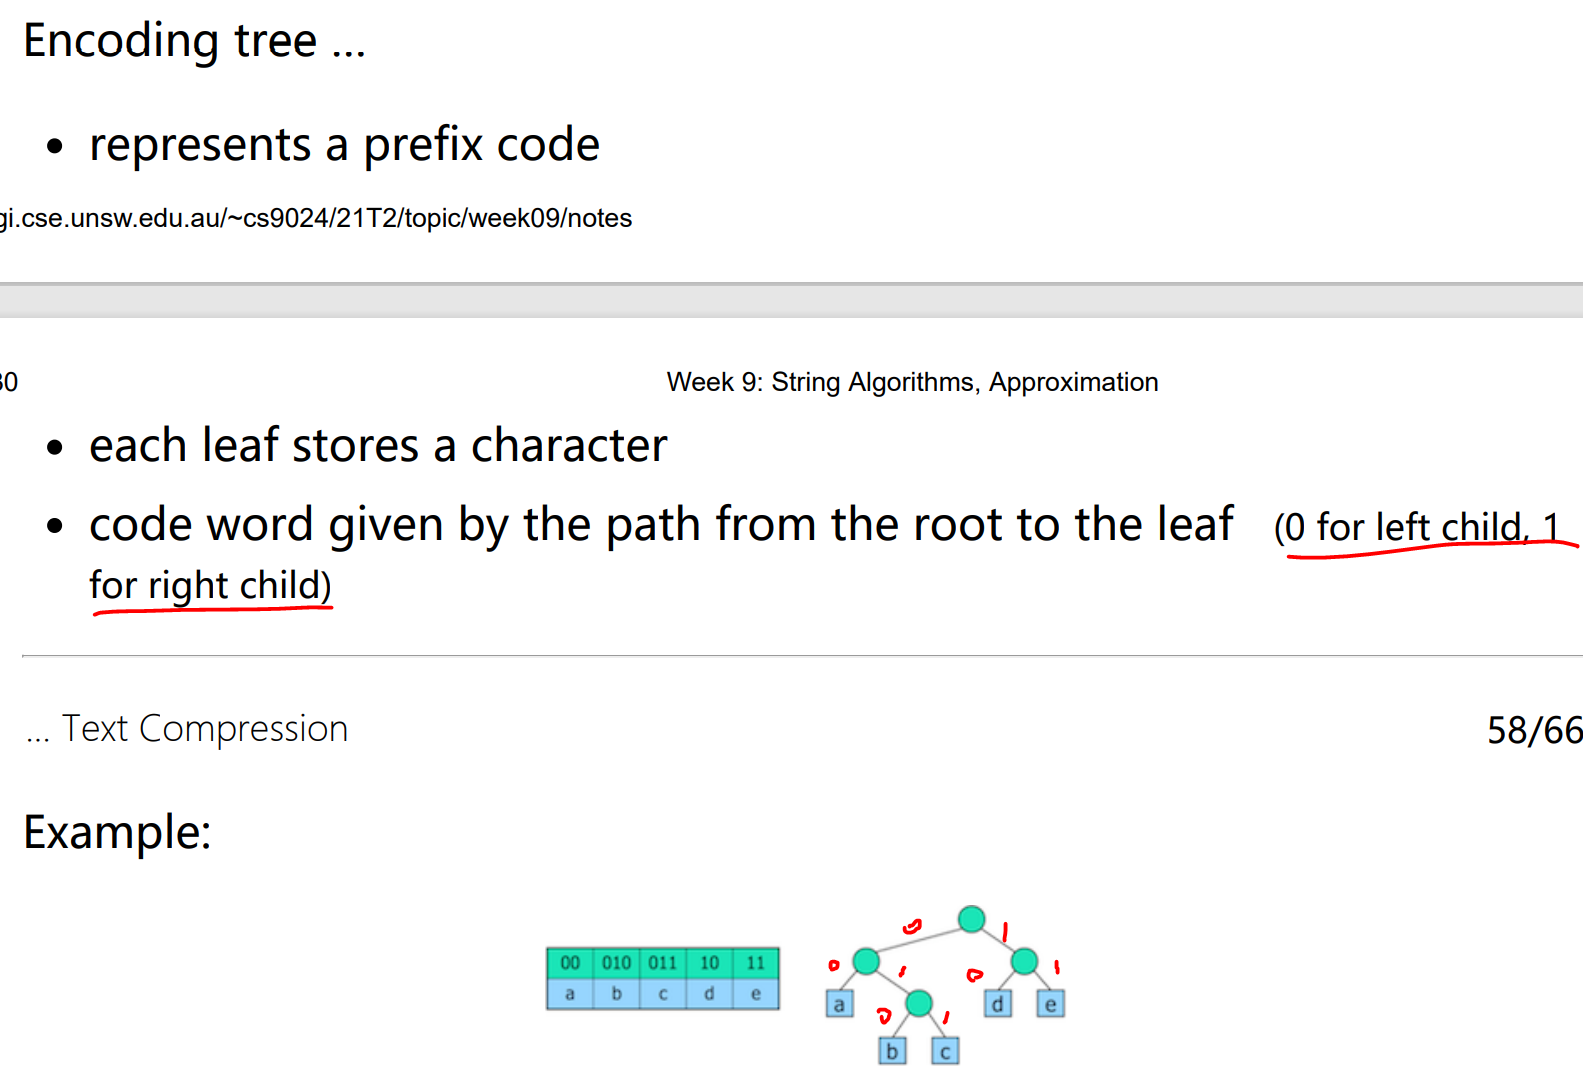 Encoding tree ...
• represents a prefix code
gi.cse.unsw.edu.au/~cs9024/21T2/topic/week09/notes
30
Week 9: String Algorithms, Approximation
• each leaf stores a character
• code word given by the path from the root to the leaf (0 for left child, 1
for right child)
... Text Compression
58/66
Example:
0 1
00 010 011 10 11
0 1 0 1
a b c d e
a d e
0 1
b c